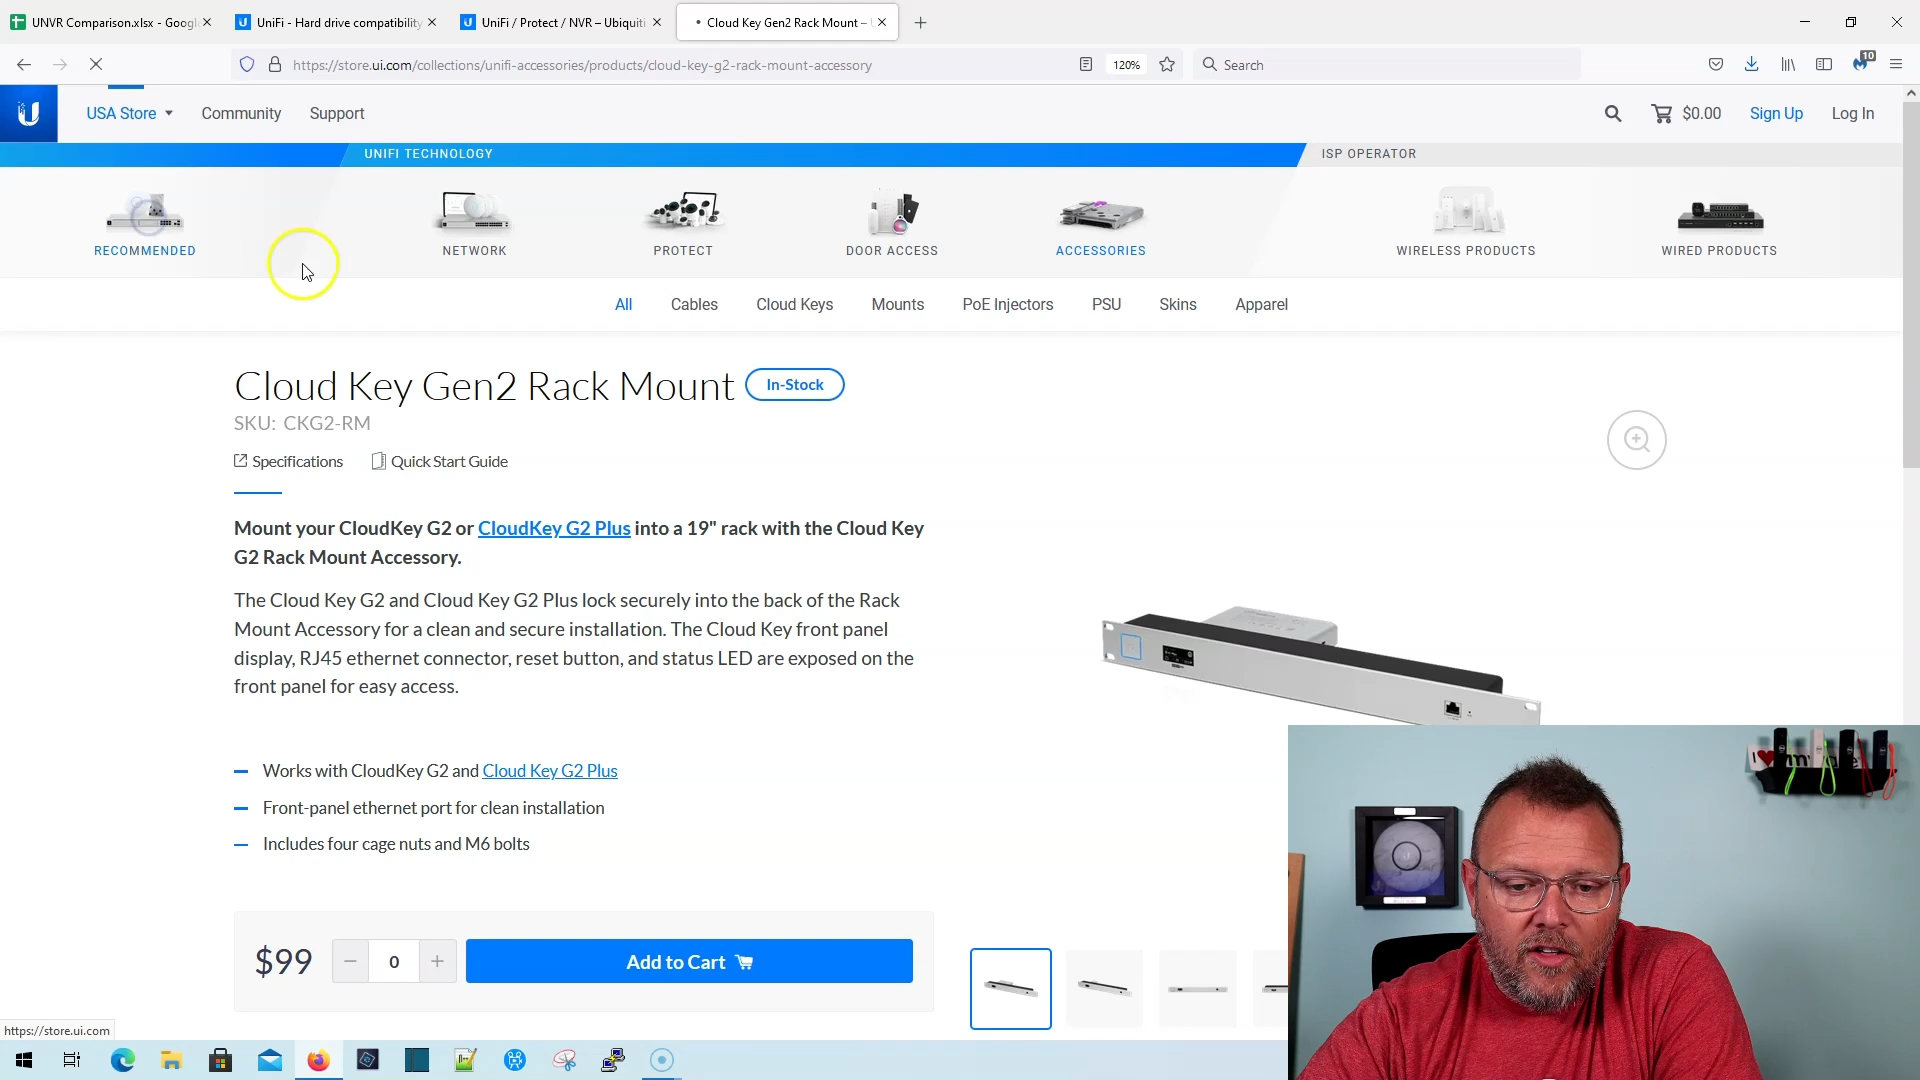 UNVR Comparison.xlsx - Googl
UniFi - Hard drive compatibility
UniFi / Protect / NVR – Ubiquiti
Cloud Key Gen2 Rack Mount –
https://store.ui.com/collections/unifi-accessories/products/cloud-key-g2-rack-mount-accessory
120%
Search
10
USA Store
Community
Support
$0.00
Sign Up
Log In
UNIFI TECHNOLOGY
ISP OPERATOR
RECOMMENDED
NETWORK
PROTECT
DOOR ACCESS
ACCESSORIES
WIRELESS PRODUCTS
WIRED PRODUCTS
All
Cables
Cloud Keys
Mounts
PoE Injectors
PSU
Skins
Apparel
Cloud Key Gen2 Rack Mount
In-Stock
SKU: CKG2-RM
Specifications
Quick Start Guide
Mount your CloudKey G2 or CloudKey G2 Plus into a 19" rack with the Cloud Key
G2 Rack Mount Accessory.
The Cloud Key G2 and Cloud Key G2 Plus lock securely into the back of the Rack
Mount Accessory for a clean and secure installation. The Cloud Key front panel
display, RJ45 ethernet connector, reset button, and status LED are exposed on the
front panel for easy access.
Works with CloudKey G2 and Cloud Key G2 Plus
Front-panel ethernet port for clean installation
Includes four cage nuts and M6 bolts
$99
0
Add to Cart
https://store.ui.com